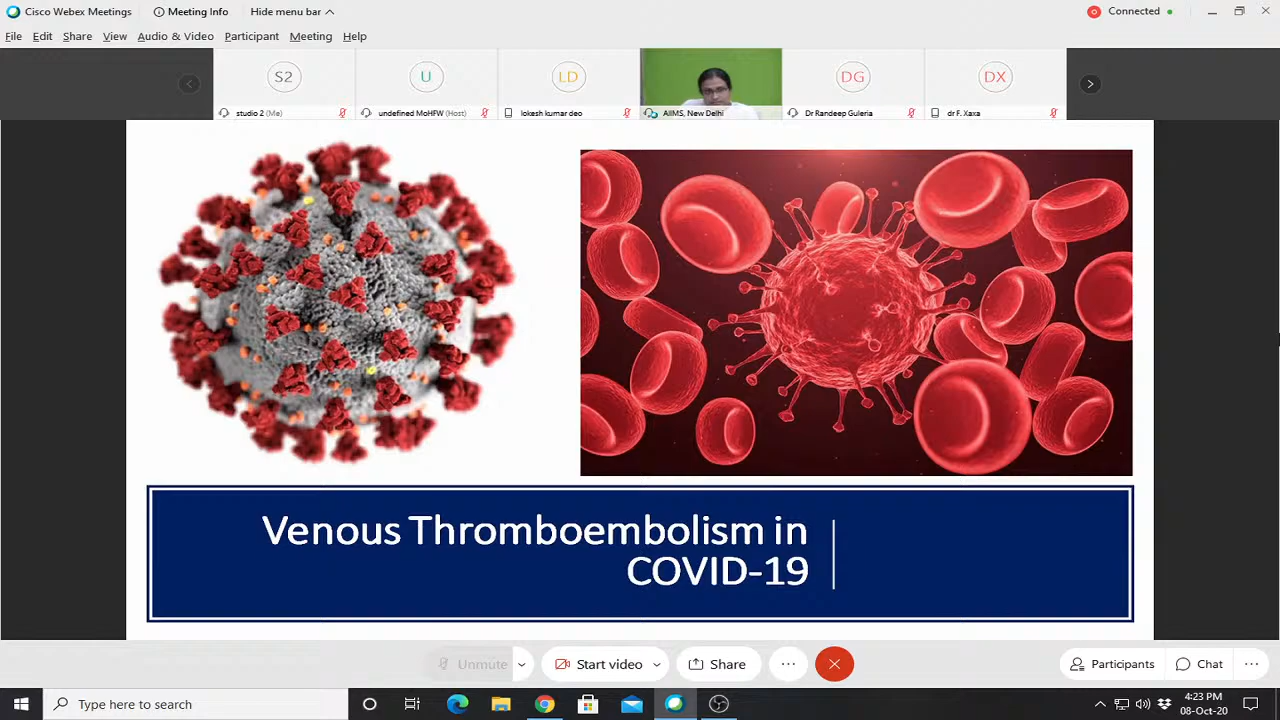 Cisco Webex Meetings
Meeting Info
Hide menu bar
Connected
File Edit Share View Audio & Video Participant Meeting Help
S2
U
LD
DG
DX
studio 2 (Me)
undefined MoHFW (Host)
lokesh kumar deo
AIIMS, New Delhi
Dr Randeep Guleria
dr F. Xaxa
Venous Thromboembolism in
COVID-19
Unmute
Start video
Share
Participants
Chat
Type here to search
4:23 PM
08-Oct-20